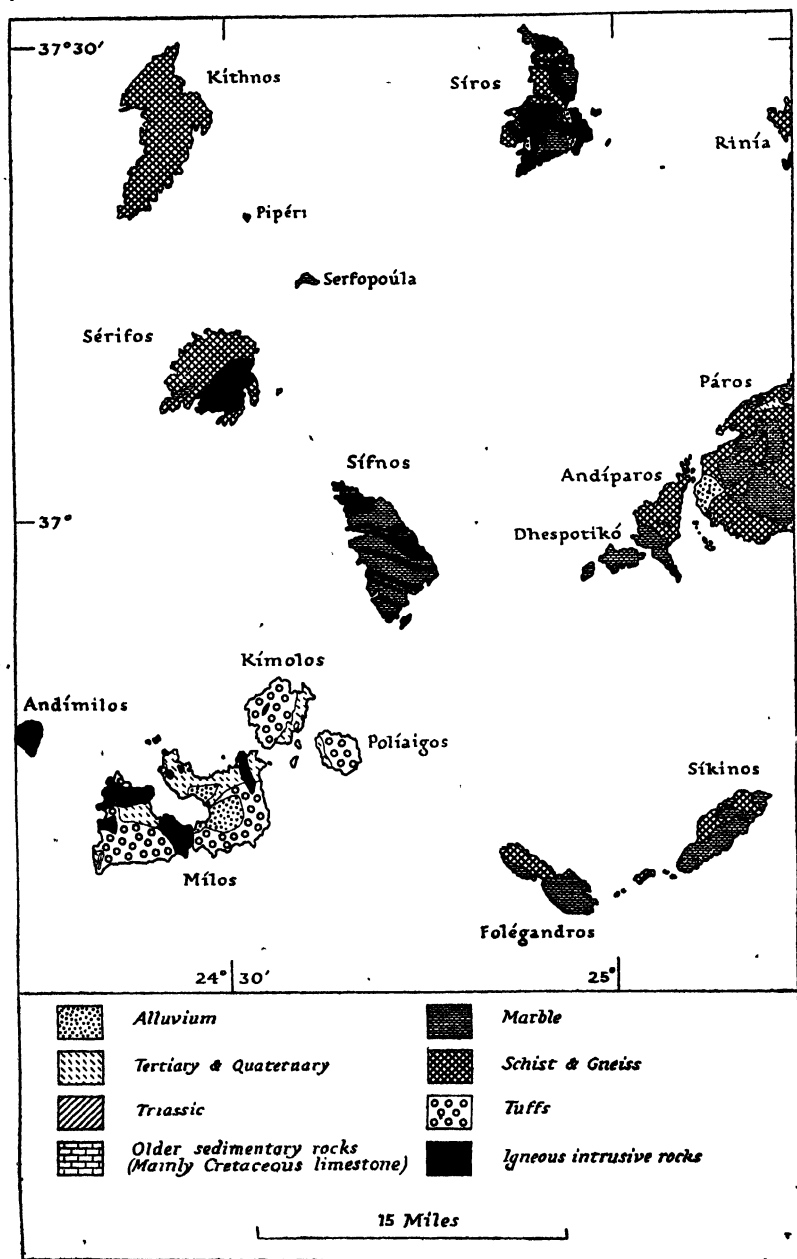 37°30′
Kíthnos
Síros
Rinía
Pipéri
Serfopoúla
Sérifos
Páros
Sífnos
Andíparos
37°
Dhespotikó
Kímolos
Andímilos
Políaigos
Síkinos
Mílos
Folégandros
24° 30′
25°
Alluvium
Marble
Tertiary & Quaternary
Schist & Gneiss
Triassic
Tuffs
Older sedimentary rocks
(Mainly Cretaceous limestone)
Igneous intrusive rocks
15 Miles